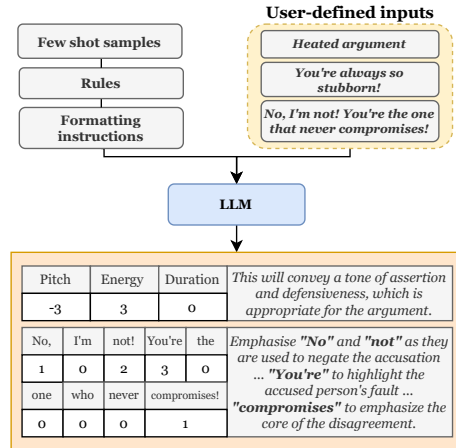 User-defined inputs
Few shot samples
Rules
Formatting
instructions
Heated argument
You're always so
stubborn!
No, I'm not! You're the one
that never compromises!
LLM
Pitch Energy Duration
-3 3 0
This will convey a tone of assertion
and defensiveness, which is
appropriate for the argument.
No, I'm not! You're the
1 0 2 3 0
one who never compromises!
0 0 0 1
Emphasise "No" and "not" as they
are used to negate the accusation
... "You're" to highlight the
accused person's fault ...
"compromises" to emphasize the
core of the disagreement.